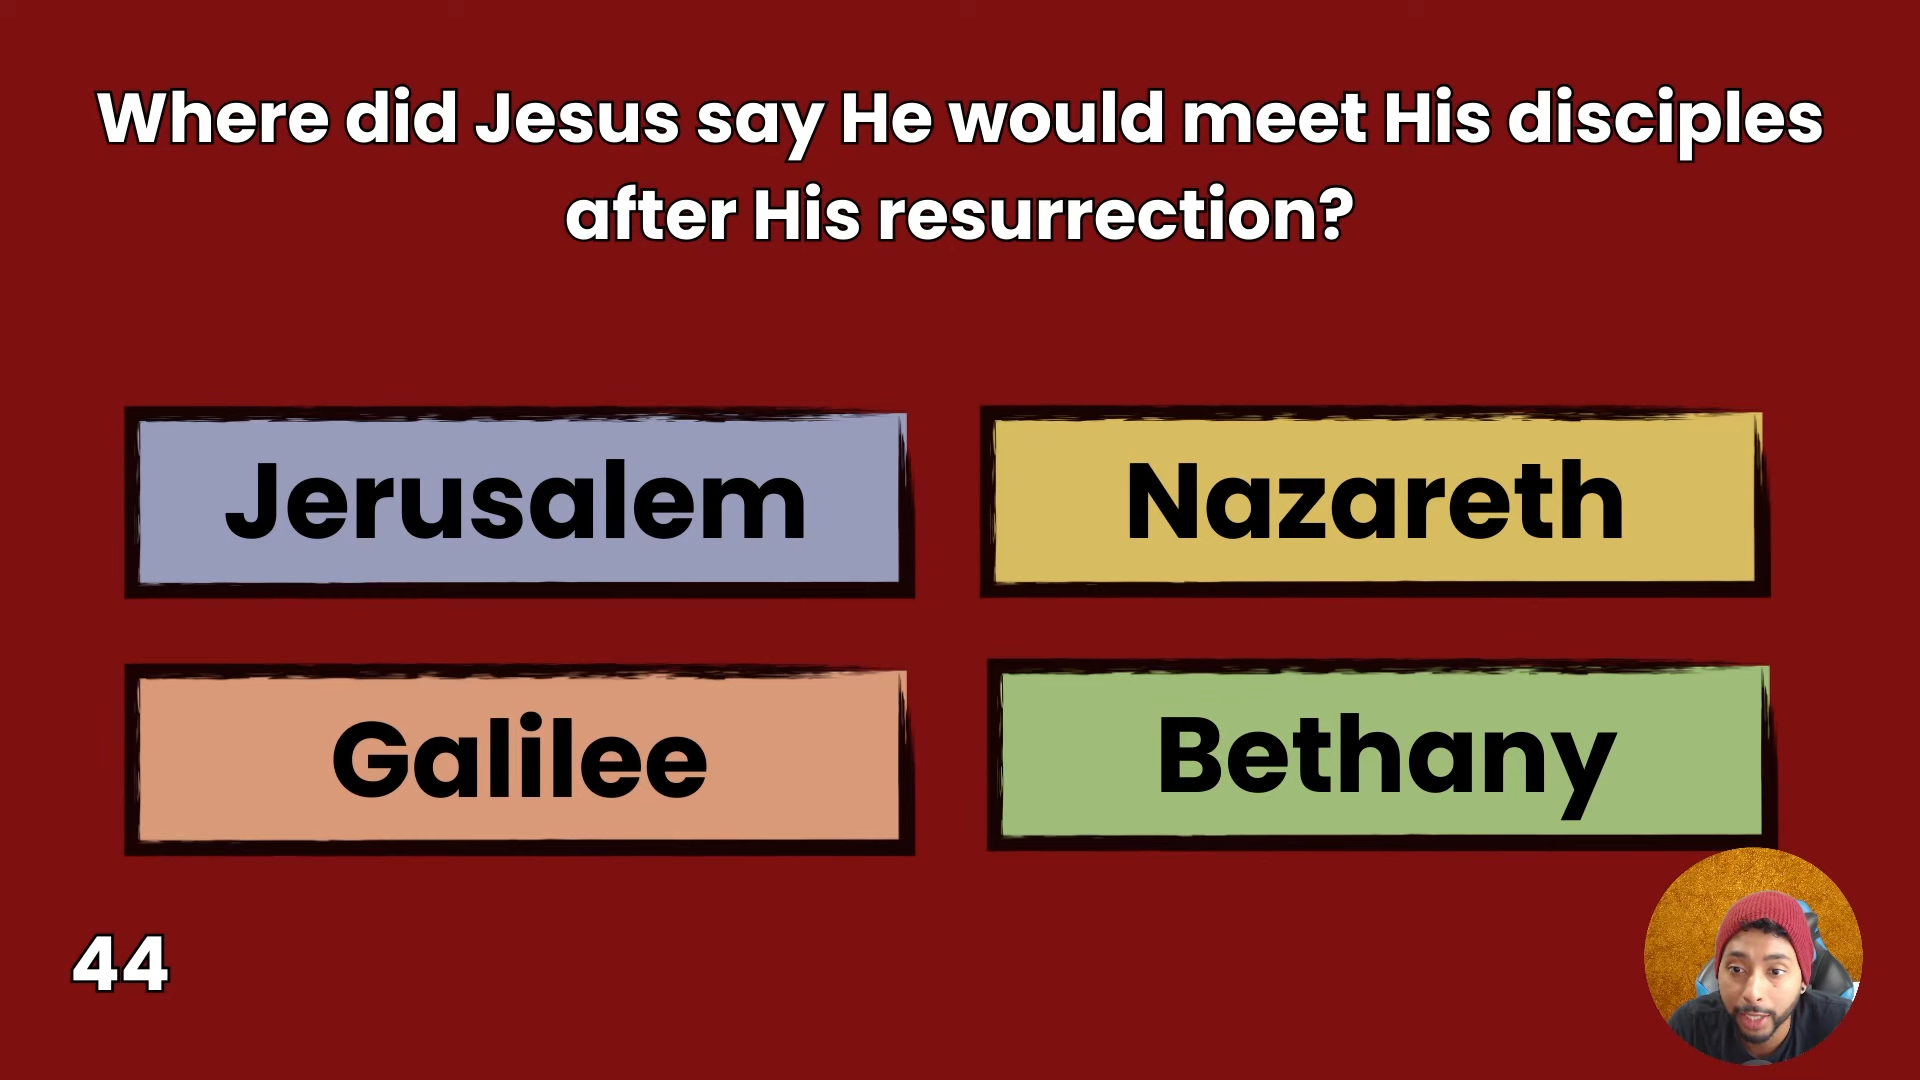 Where did Jesus say He would meet His disciples
after His resurrection?
Jerusalem
Nazareth
Galilee
Bethany
44